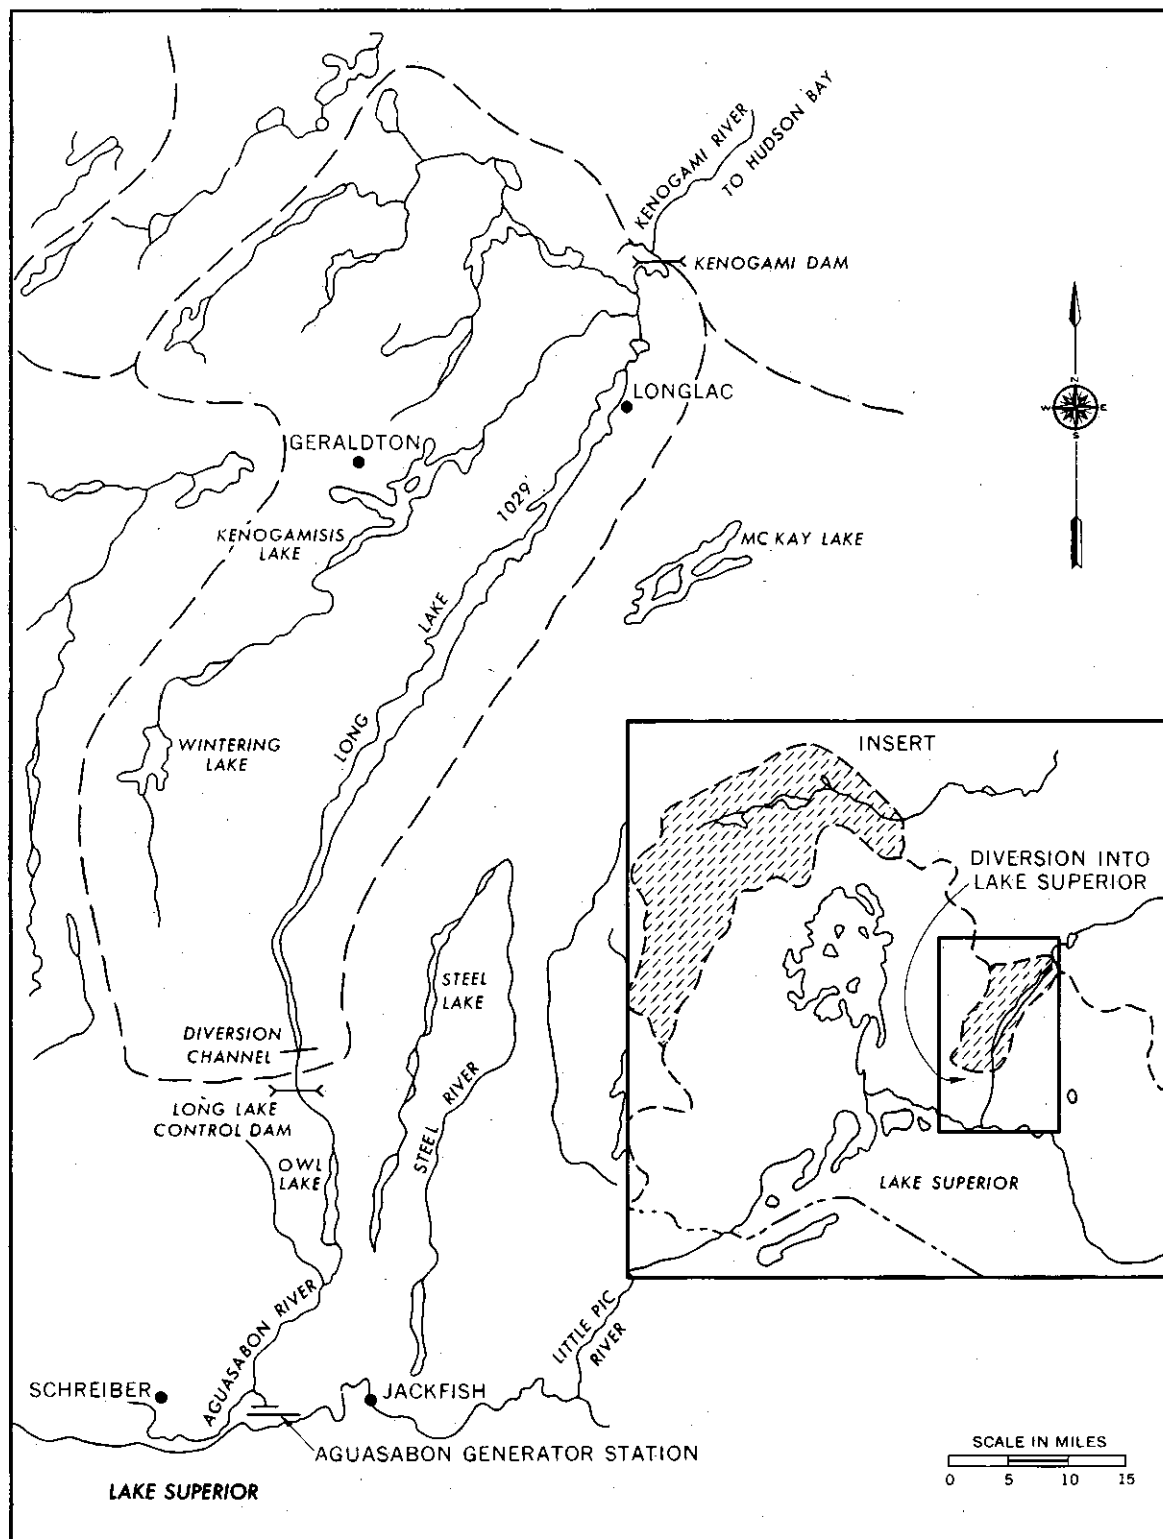 KENOGAMI RIVER
TO HUDSON BAY
KENOGAMI DAM
N
W E
S
LONGLAC
GERALDTON
1029'
KENOGAMISIS
LAKE
MC KAY LAKE
LONG LAKE
WINTERING
LAKE
INSERT
DIVERSION INTO
LAKE SUPERIOR
STEEL
LAKE
DIVERSION
CHANNEL
LONG LAKE
CONTROL DAM
STEEL RIVER
OWL
LAKE
LAKE SUPERIOR
AGUASABON RIVER
LITTLE PIC
RIVER
SCHREIBER
JACKFISH
AGUASABON GENERATOR STATION
SCALE IN MILES
0 5 10 15
LAKE SUPERIOR